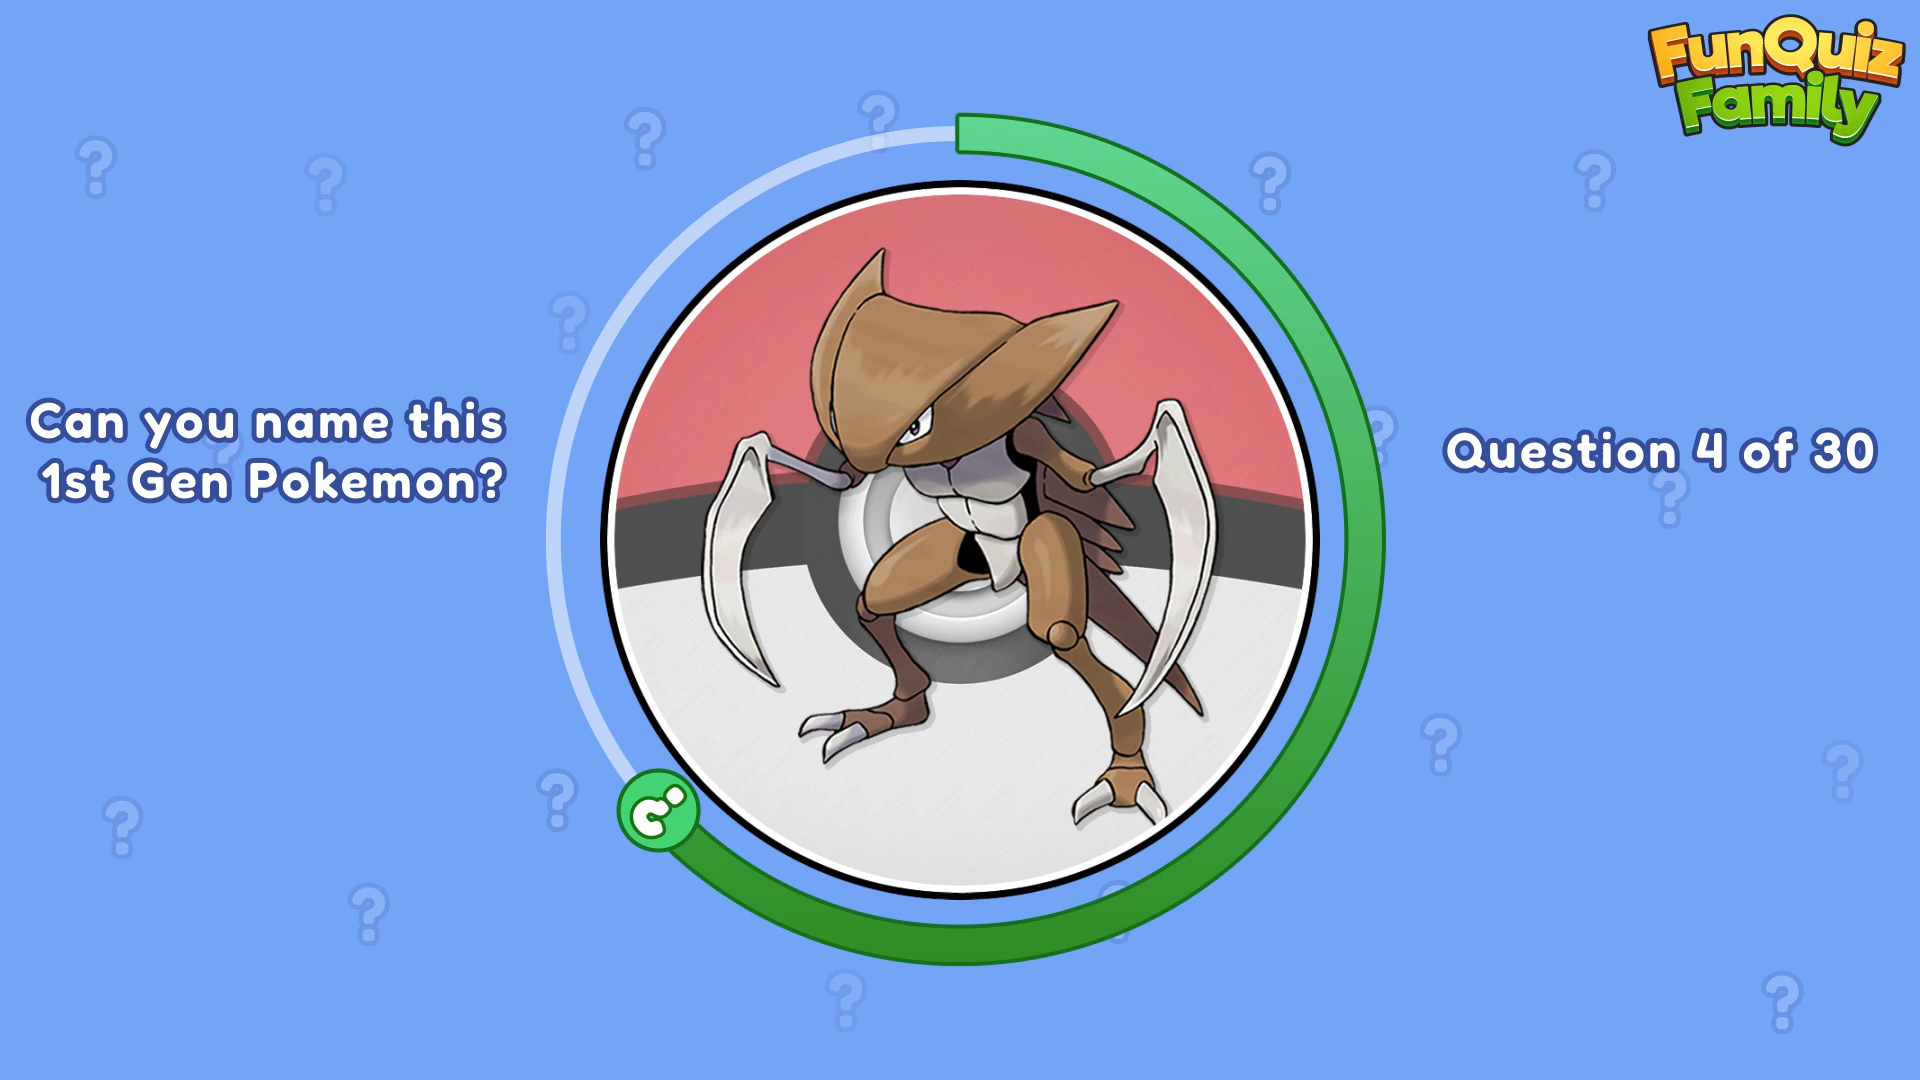 FunQuiz
Family
Can you name this
1st Gen Pokemon?
Question 4 of 30